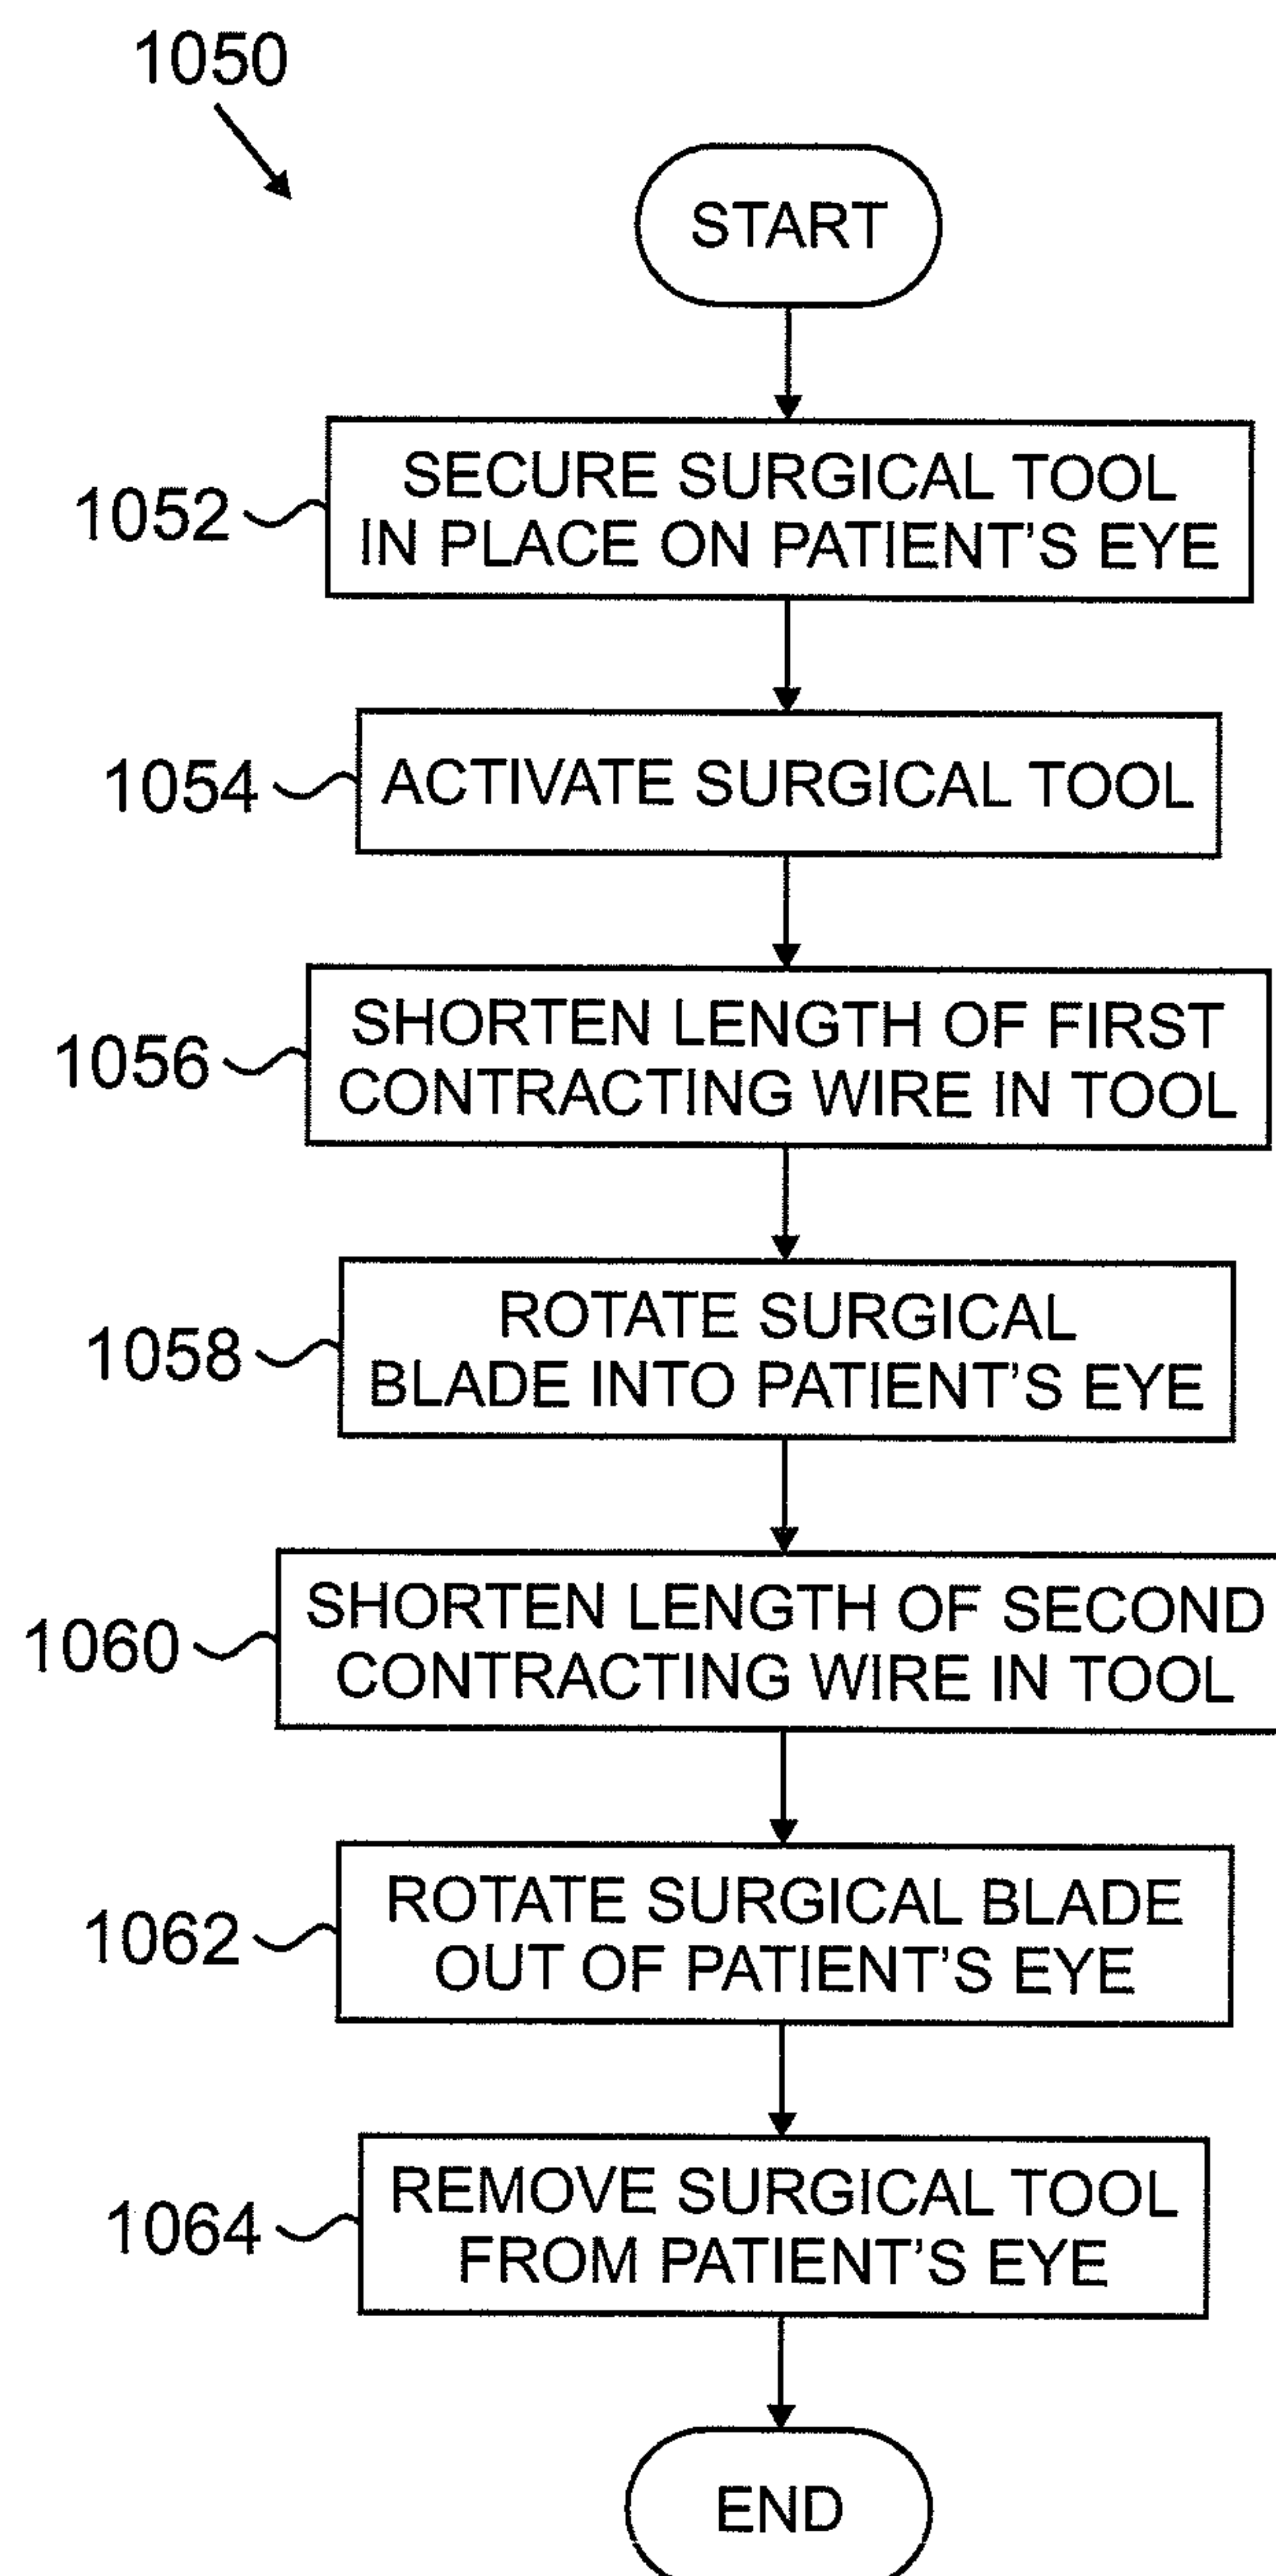 1050
START
1052
SECURE SURGICAL TOOL
IN PLACE ON PATIENT'S EYE
1054
ACTIVATE SURGICAL TOOL
1056
SHORTEN LENGTH OF FIRST
CONTRACTING WIRE IN TOOL
1058
ROTATE SURGICAL
BLADE INTO PATIENT'S EYE
1060
SHORTEN LENGTH OF SECOND
CONTRACTING WIRE IN TOOL
1062
ROTATE SURGICAL BLADE
OUT OF PATIENT'S EYE
1064
REMOVE SURGICAL TOOL
FROM PATIENT'S EYE
END